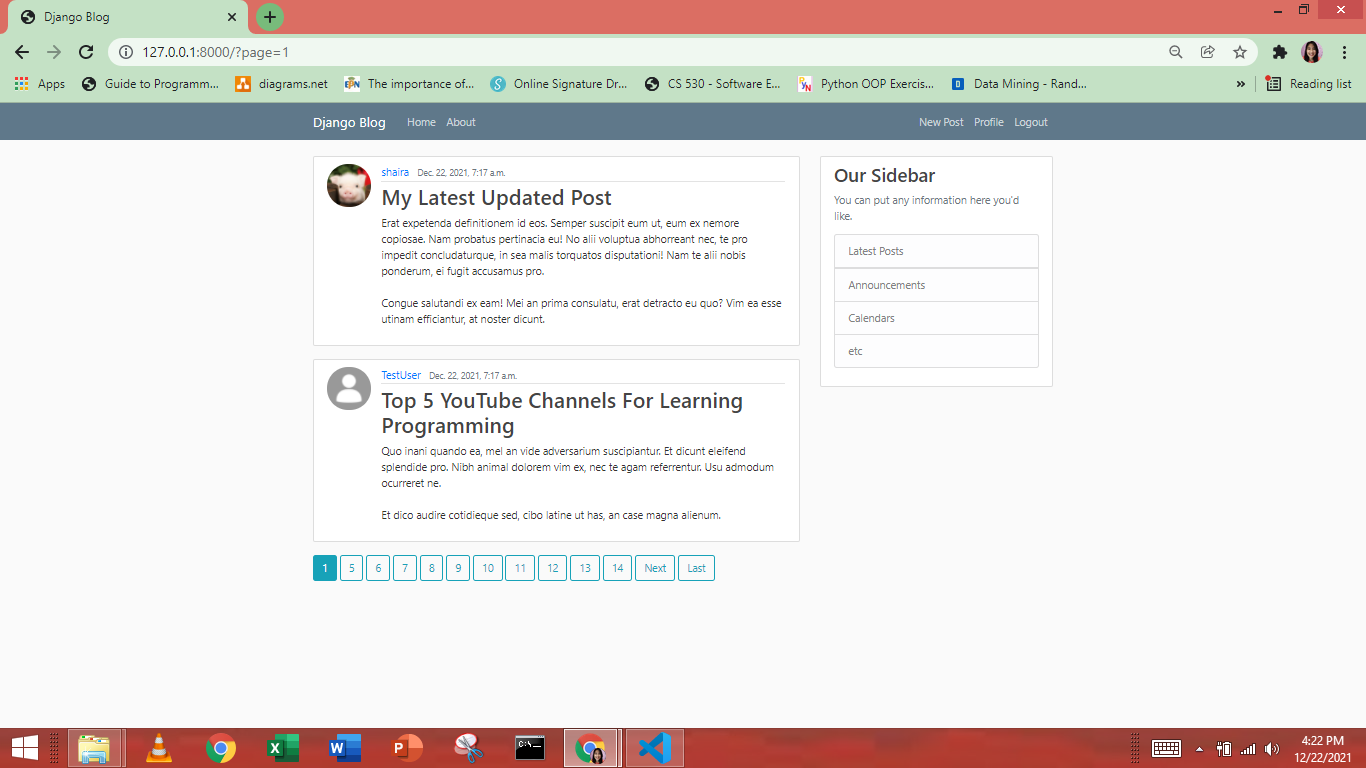 Django Blog
127.0.0.1:8000/?page=1
Apps Guide to Programm... diagrams.net The importance of... Online Signature Dr... CS 530 - Software E... Python OOP Exercis... Data Mining - Rand... » Reading list
Django Blog Home About New Post Profile Logout
shaira Dec. 22, 2021, 7:17 a.m.
My Latest Updated Post
Erat expetenda definitionem id eos. Semper suscipit eum ut, eum ex nemore
copiosae. Nam probatus pertinacia eu! No alii voluptua abhorreant nec, te pro
impedit concludaturque, in sea malis torquatos disputationi! Nam te alii nobis
ponderum, ei fugit accusamus pro.
Congue salutandi ex eam! Mei an prima consulatu, erat detracto eu quo? Vim ea esse
utinam efficiantur, at noster dicunt.
TestUser Dec. 22, 2021, 7:17 a.m.
Top 5 YouTube Channels For Learning
Programming
Quo inani quando ea, mel an vide adversarium suscipiantur. Et dicunt eleifend
splendide pro. Nibh animal dolorem vim ex, nec te agam referrentur. Usu admodum
ocurreret ne.
Et dico audire cotidieque sed, cibo latine ut has, an case magna alienum.
1 5 6 7 8 9 10 11 12 13 14 Next Last
Our Sidebar
You can put any information here you'd
like.
Latest Posts
Announcements
Calendars
etc
4:22 PM
12/22/2021